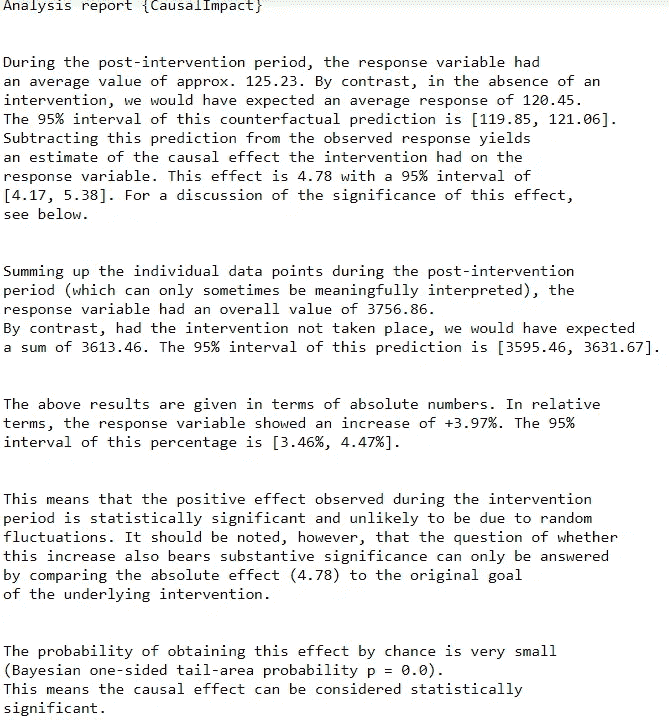 Analysis report {CausalImpact}
During the post-intervention period, the response variable had
an average value of approx. 125.23. By contrast, in the absence of an
intervention, we would have expected an average response of 120.45.
The 95% interval of this counterfactual prediction is [119.85, 121.06].
Subtracting this prediction from the observed response yields
an estimate of the causal effect the intervention had on the
response variable. This effect is 4.78 with a 95% interval of
[4.17, 5.38]. For a discussion of the significance of this effect,
see below.
Summing up the individual data points during the post-intervention
period (which can only sometimes be meaningfully interpreted), the
response variable had an overall value of 3756.86.
By contrast, had the intervention not taken place, we would have expected
a sum of 3613.46. The 95% interval of this prediction is [3595.46, 3631.67].
The above results are given in terms of absolute numbers. In relative
terms, the response variable showed an increase of +3.97%. The 95%
interval of this percentage is [3.46%, 4.47%].
This means that the positive effect observed during the intervention
period is statistically significant and unlikely to be due to random
fluctuations. It should be noted, however, that the question of whether
this increase also bears substantive significance can only be answered
by comparing the absolute effect (4.78) to the original goal
of the underlying intervention.
The probability of obtaining this effect by chance is very small
(Bayesian one-sided tail-area probability p = 0.0).
This means the causal effect can be considered statistically
significant.